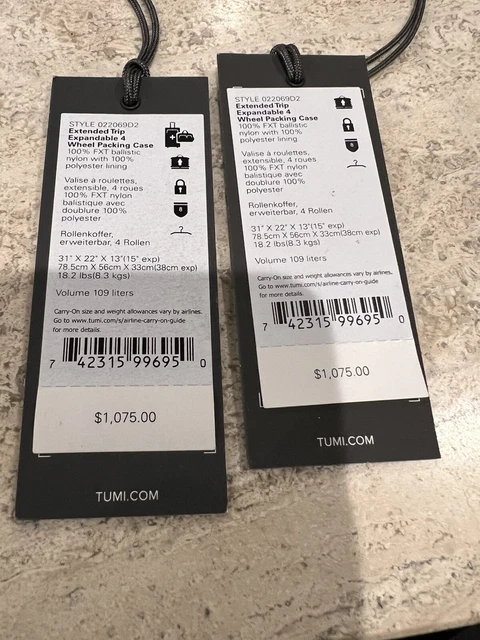 STYLE 022069D2
Extended Trip
Expandable 4
Wheel Packing Case
100% FXT ballistic
nylon with 100%
polyester lining
Valise à roulettes,
extensible, 4 roues
100% FXT nylon
balistique avec
doublure 100%
polyester
Rollenkoffer,
erweiterbar, 4 Rollen
31" X 22" X 13"(15" exp)
78.5cm X 56cm X 33cm(38cm exp)
18.2 lbs(8.3 kgs)
Volume 109 liters
Carry-On size and weight allowances vary by airlines.
Go to www.tumi.com/s/airline-carry-on-guide
for more details.
7 42315 99695 0
$1,075.00
TUMI.COM
STYLE 022069D2
Extended Trip
Expandable 4
Wheel Packing Case
100% FXT ballistic
nylon with 100%
polyester lining
Valise à roulettes,
extensible, 4 roues
100% FXT nylon
balistique avec
doublure 100%
polyester
Rollenkoffer,
erweiterbar, 4 Rollen
31" X 22" X 13"(15" exp)
78.5cm X 56cm X 33cm(38cm exp)
18.2 lbs(8.3 kgs)
Volume 109 liters
Carry-On size and weight allowances vary by airlines.
Go to www.tumi.com/s/airline-carry-on-guide
for more details.
7 42315 99695 0
$1,075.00
TUMI.COM